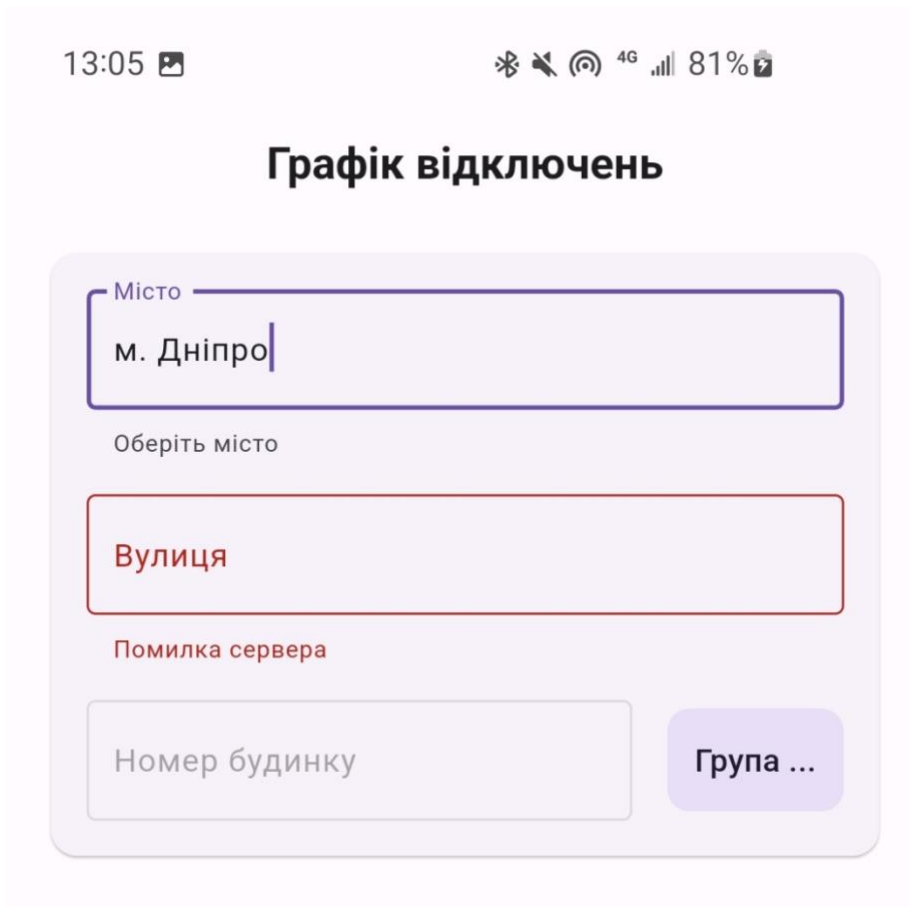 13:05 4G 81%
Графік відключень
Місто
м. Дніпро
Оберіть місто
Вулиця
Помилка сервера
Номер будинку Група ...